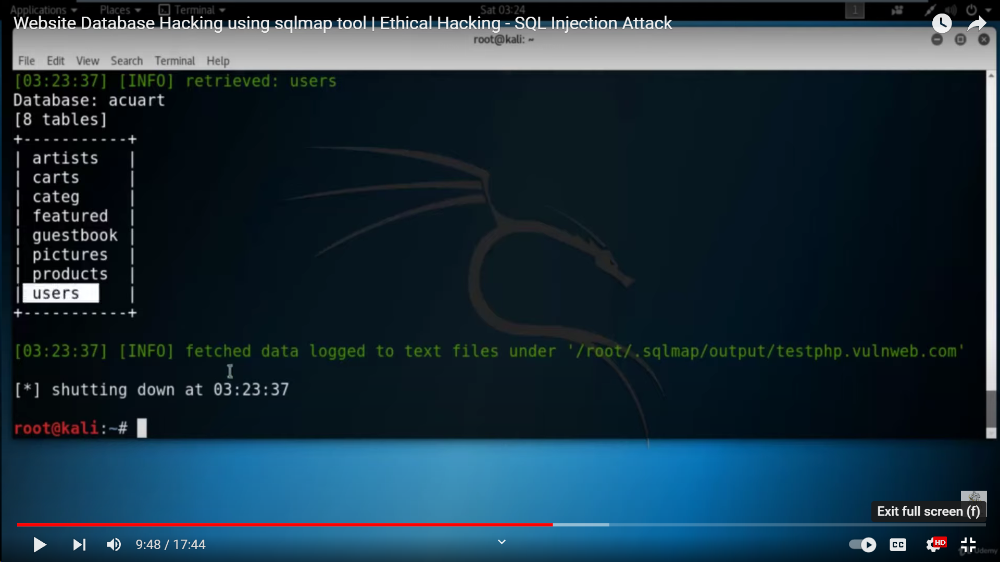 Applications Places Terminal Sat 03:24 1
Website Database Hacking using sqlmap tool | Ethical Hacking - SQL Injection Attack
root@kali: ~
File Edit View Search Terminal Help
[03:23:37] [INFO] retrieved: users
Database: acuart
[8 tables]
+-----------+
| artists |
| carts |
| categ |
| featured |
| guestbook |
| pictures |
| products |
| users |
+-----------+
[03:23:37] [INFO] fetched data logged to text files under '/root/.sqlmap/output/testphp.vulnweb.com'
[*] shutting down at 03:23:37
root@kali:~#
Exit full screen (f)
9:48 / 17:44 CC HD
Udemy